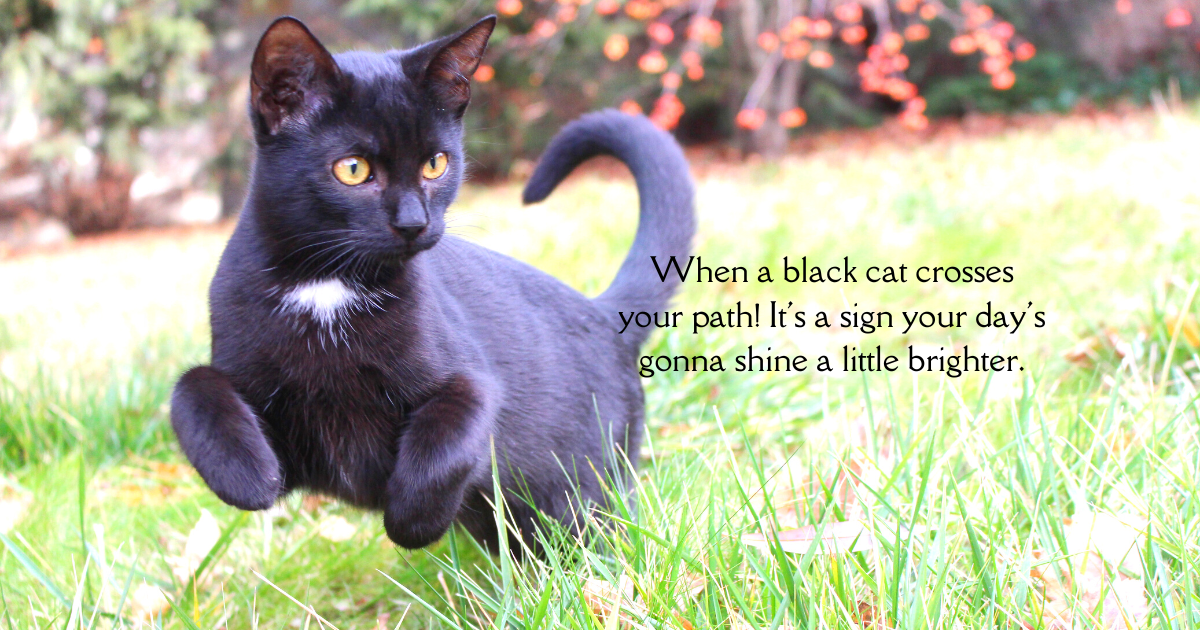 When a black cat crosses
your path! It's a sign your day's
gonna shine a little brighter.